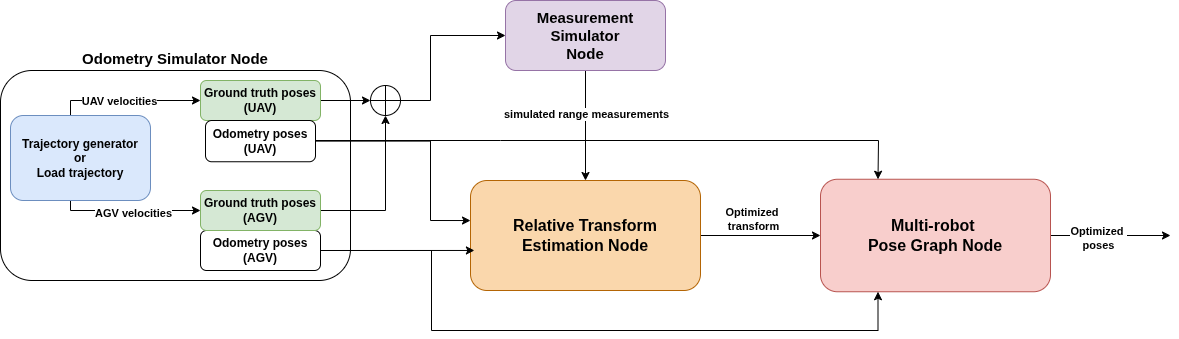 Measurement
Simulator
Node
Odometry Simulator Node
UAV velocities
Ground truth poses
(UAV)
Odometry poses
(UAV)
simulated range measurements
Trajectory generator
or
Load trajectory
AGV velocities
Ground truth poses
(AGV)
Odometry poses
(AGV)
Relative Transform
Estimation Node
Optimized
transform
Multi-robot
Pose Graph Node
Optimized
poses